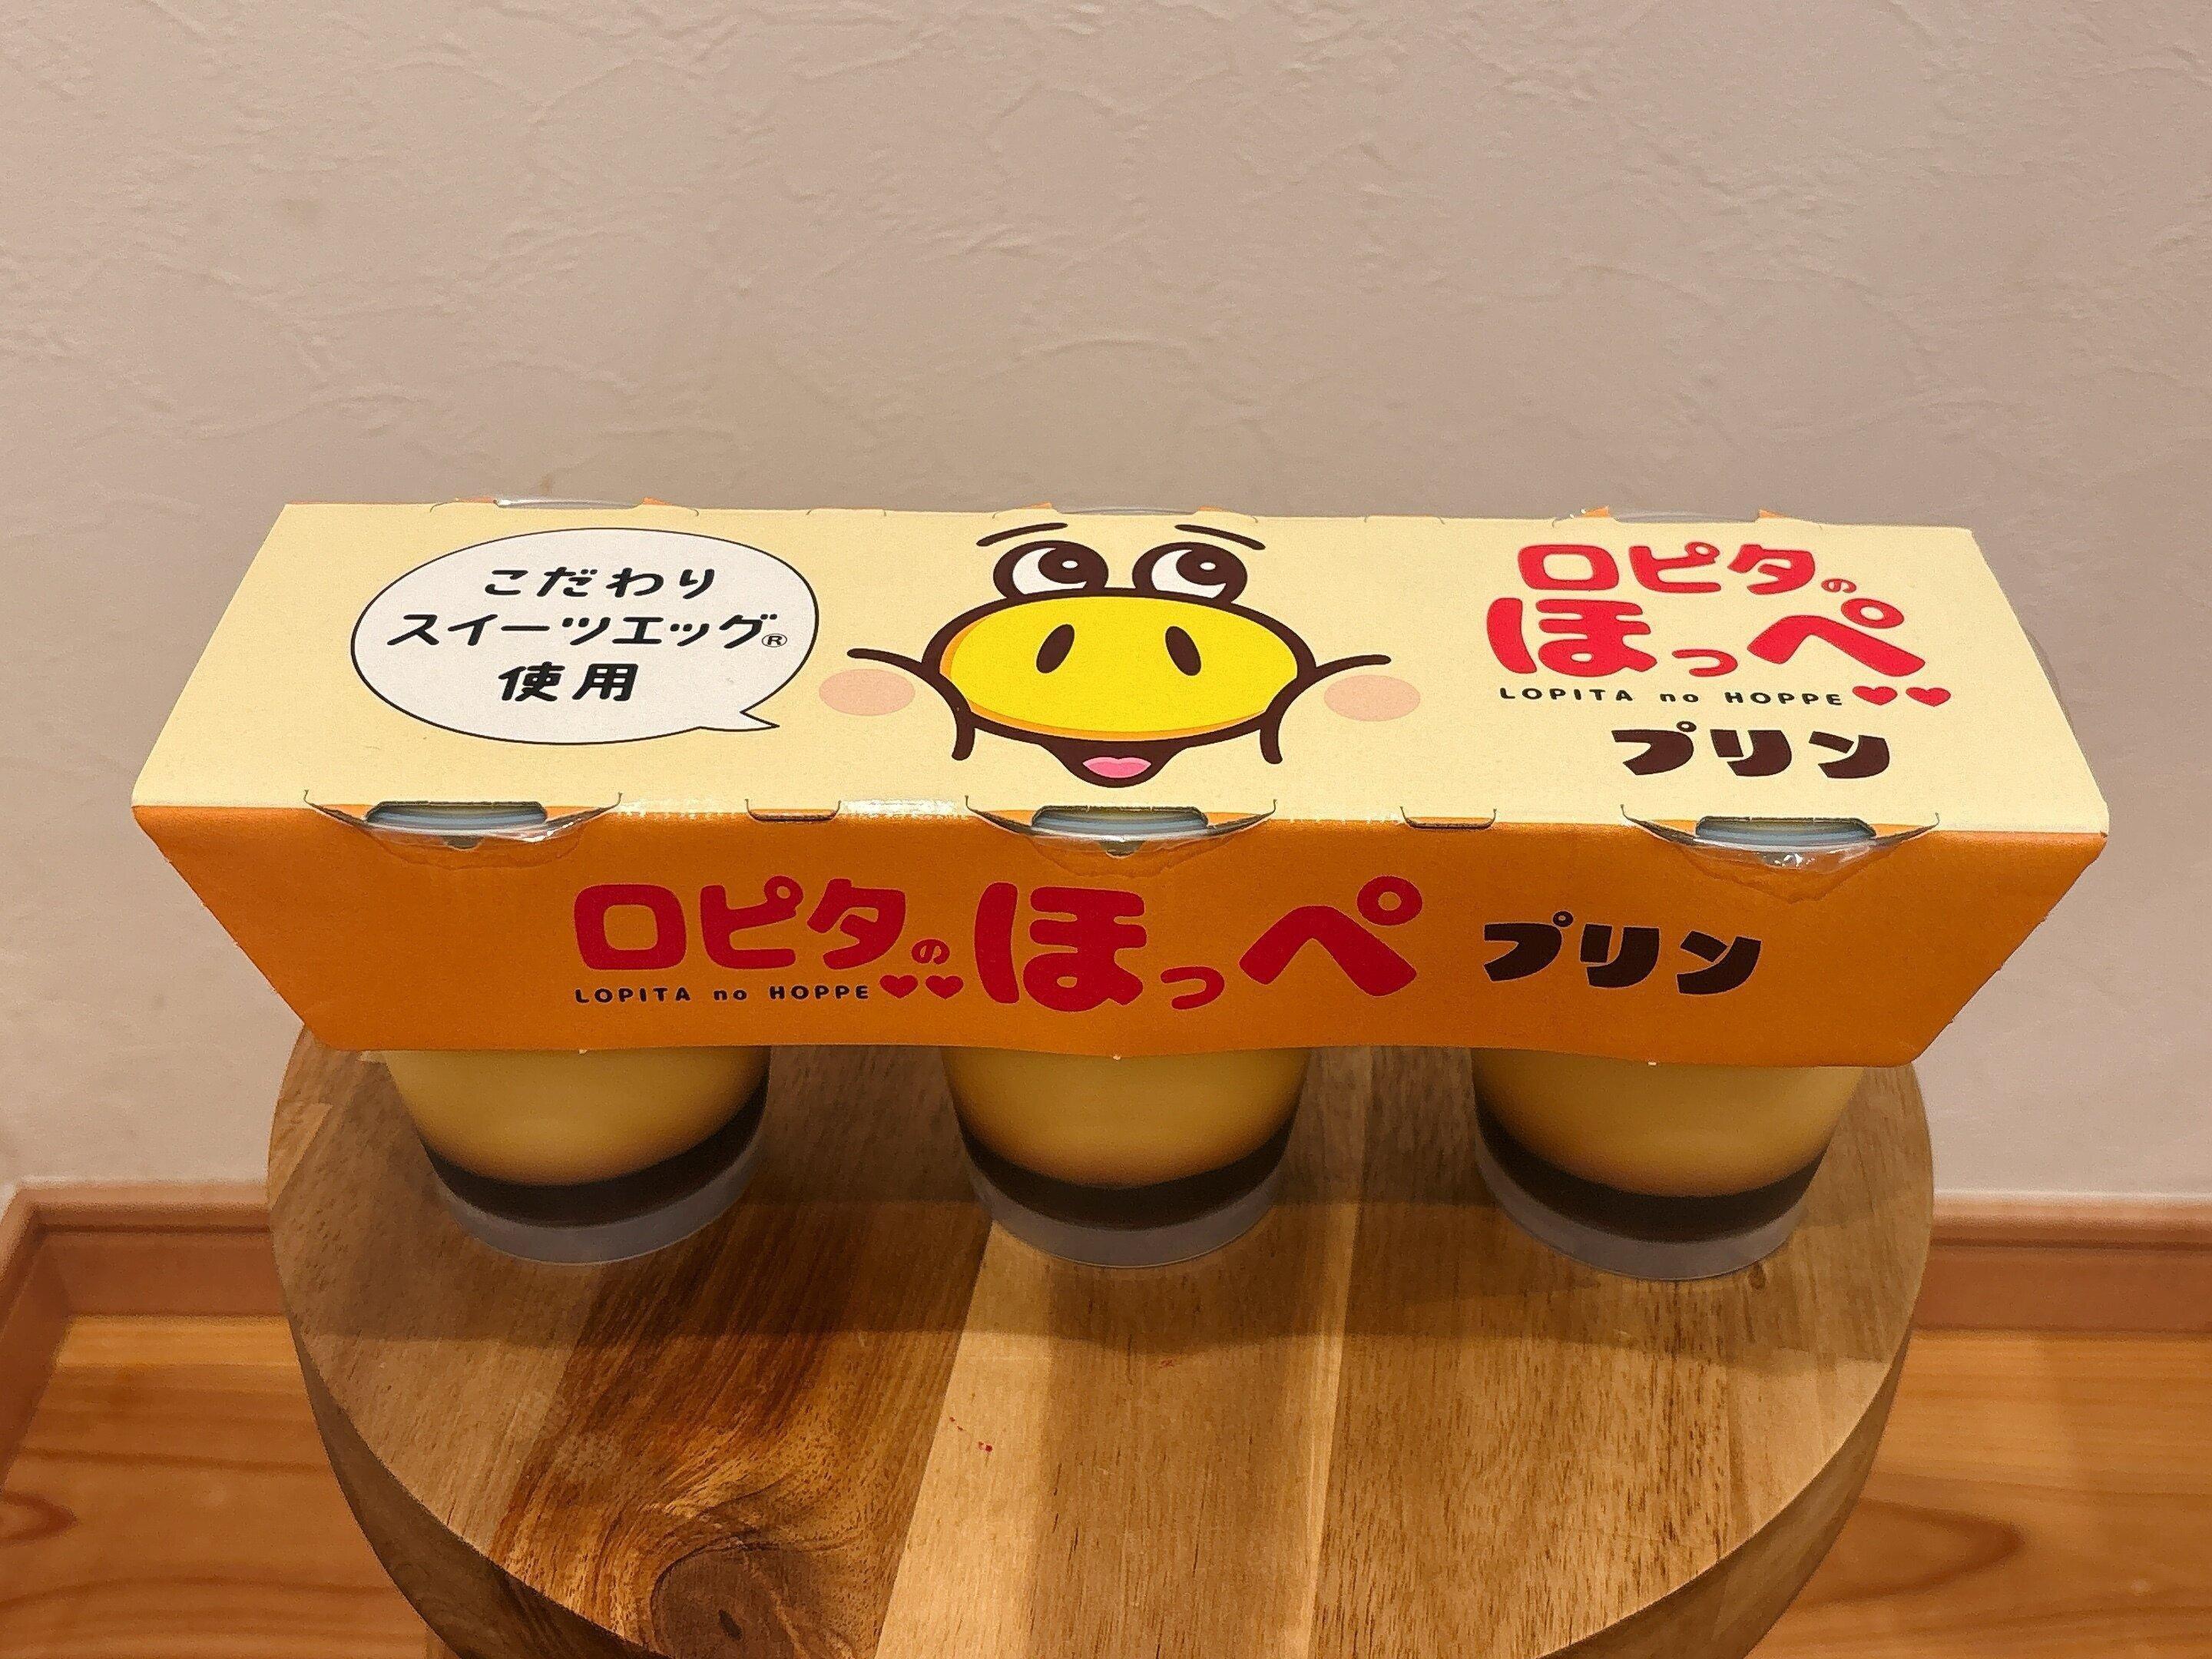 こだわり
スイーツエッグ®
使用
ロピタの
ほっぺ
LOPITA no HOPPE
プリン
ロピタのほっぺ プリン
LOPITA no HOPPE